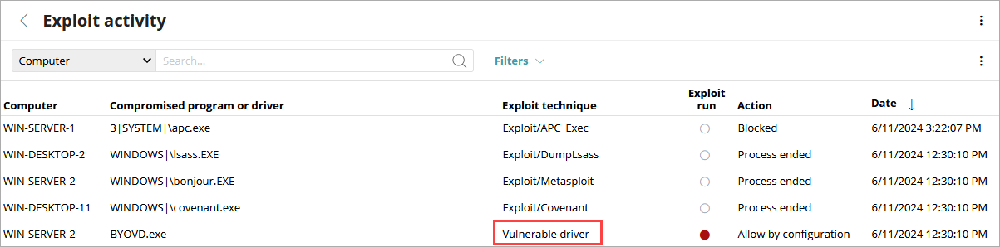 Exploit activity
Computer Search... Filters
Computer Compromised program or driver Exploit technique Exploit run Action Date ↓
WIN-SERVER-1 3|SYSTEM|\apc.exe Exploit/APC_Exec Blocked 6/11/2024 3:22:07 PM
WIN-DESKTOP-2 WINDOWS|\lsass.EXE Exploit/DumpLsass Process ended 6/11/2024 12:30:10 PM
WIN-SERVER-2 WINDOWS|\bonjour.EXE Exploit/Metasploit Process ended 6/11/2024 12:30:10 PM
WIN-DESKTOP-11 WINDOWS|\covenant.exe Exploit/Covenant Process ended 6/11/2024 12:30:10 PM
WIN-SERVER-2 BYOVD.exe Vulnerable driver Allow by configuration 6/11/2024 12:30:10 PM